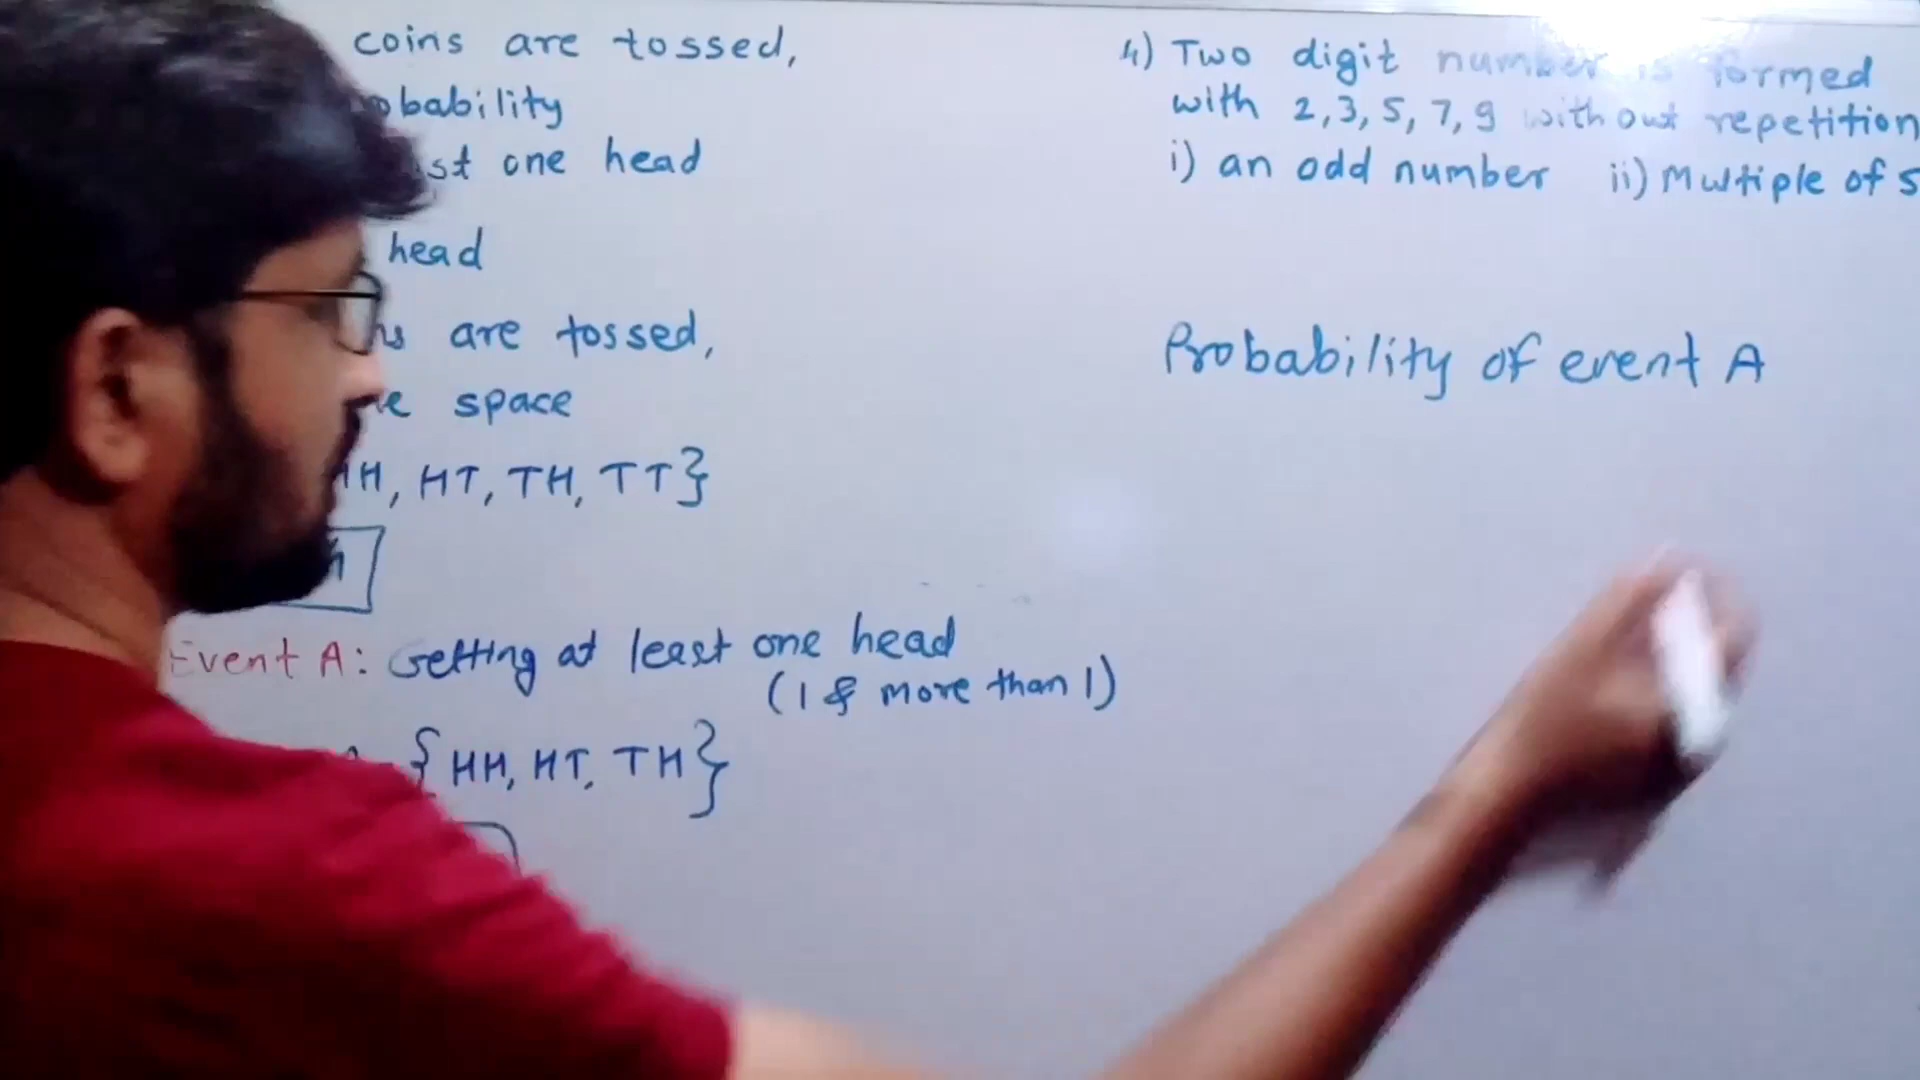 coins are tossed,
obability
st one head
head
are tossed,
space
HH, HT, TH, TT}
Event A: Getting at least one head
(1 & more than 1)
{HH, HT, TH}
4) Two digit number is formed
with 2,3,5,7,9 without repetition
i) an odd number ii) Multiple of 5
Probability of event A